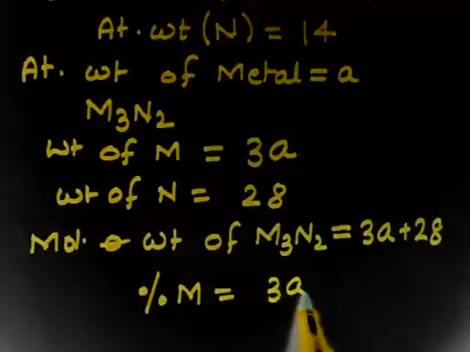 At. wt (N) = 14
At. wt of Metal = a
M₃N₂
wt of M = 3a
wt of N = 28
Mol. wt of M₃N₂ = 3a+28
% M = 3a